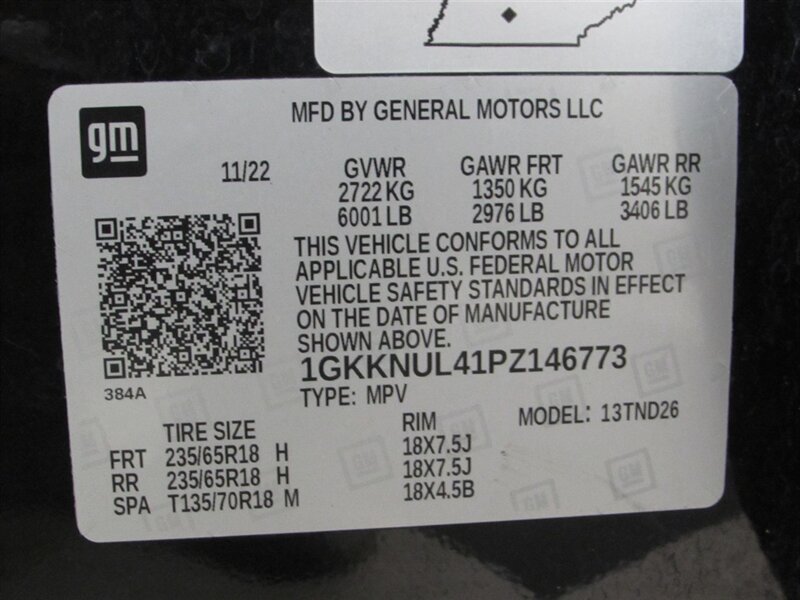 gm
MFD BY GENERAL MOTORS LLC
11/22 GVWR GAWR FRT GAWR RR
2722 KG 1350 KG 1545 KG
6001 LB 2976 LB 3406 LB
THIS VEHICLE CONFORMS TO ALL
APPLICABLE U.S. FEDERAL MOTOR
VEHICLE SAFETY STANDARDS IN EFFECT
ON THE DATE OF MANUFACTURE
SHOWN ABOVE.
1GKKNUL41PZ146773
384A
TYPE: MPV
MODEL: 13TND26
TIRE SIZE RIM
FRT 235/65R18 H 18X7.5J
RR 235/65R18 H 18X7.5J
SPA T135/70R18 M 18X4.5B